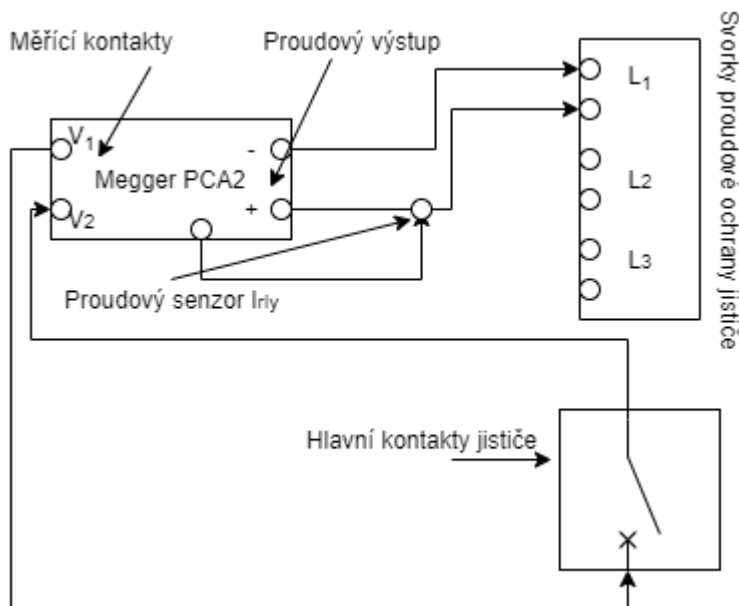 Měřící kontakty
Proudový výstup
V1
-
Megger PCA2
V2
+
Proudový senzor Irly
L1
L2
L3
Svorky proudoré ochrany jističe
Hlavní kontakty jističe